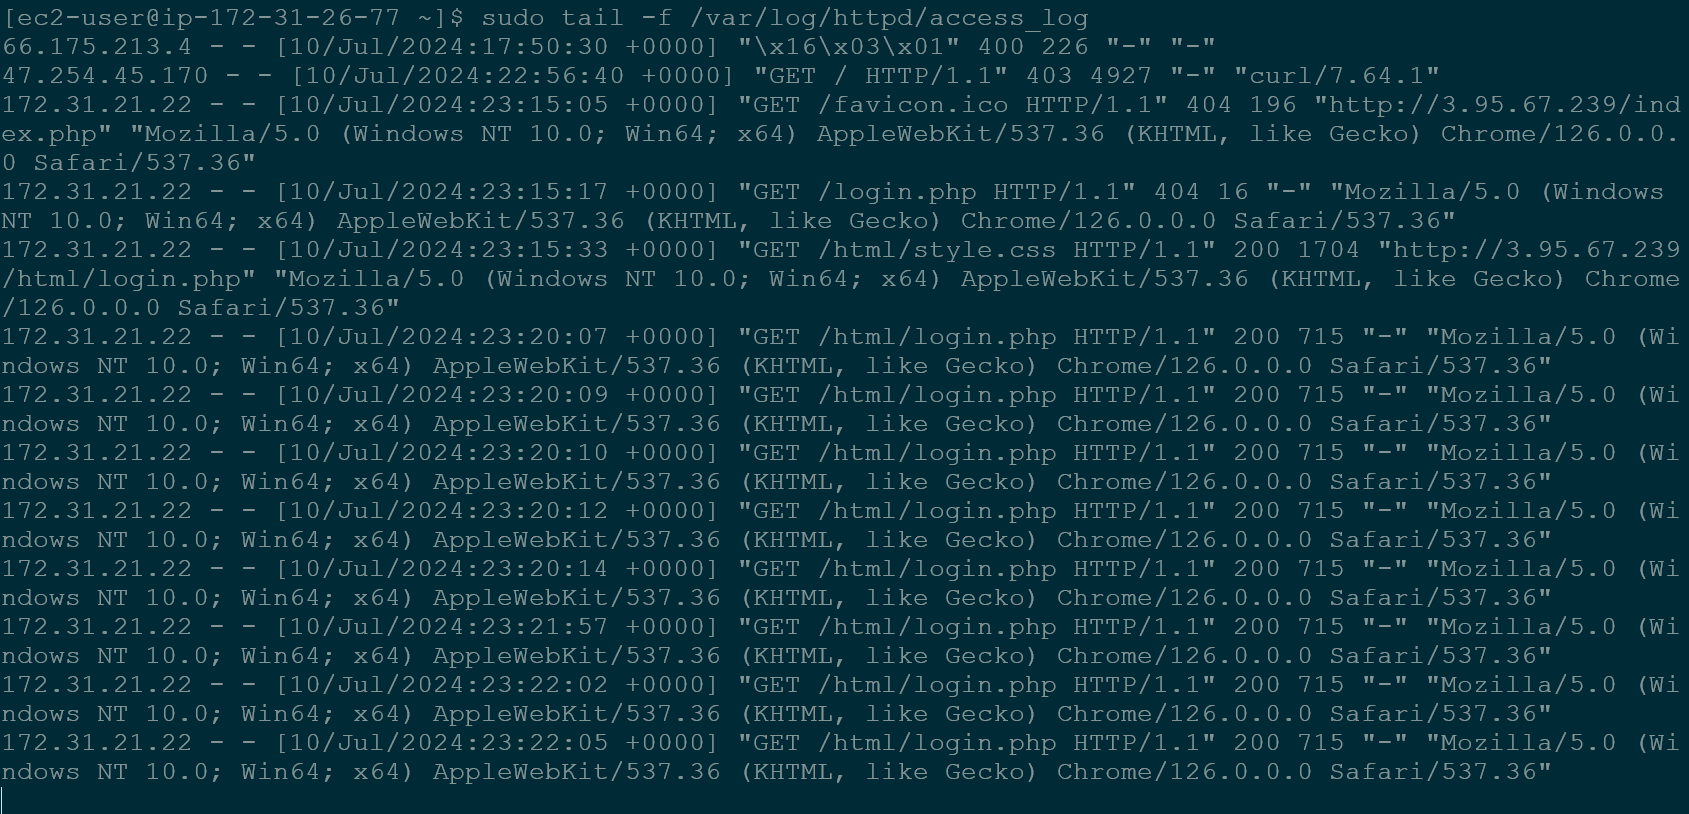 [ec2-user@ip-172-31-26-77 ~]$ sudo tail -f /var/log/httpd/access_log
66.175.213.4 - - [10/Jul/2024:17:50:30 +0000] "\x16\x03\x01" 400 226 "-" "-"
47.254.45.170 - - [10/Jul/2024:22:56:40 +0000] "GET / HTTP/1.1" 403 4927 "-" "curl/7.64.1"
172.31.21.22 - - [10/Jul/2024:23:15:05 +0000] "GET /favicon.ico HTTP/1.1" 404 196 "http://3.95.67.239/ind
ex.php" "Mozilla/5.0 (Windows NT 10.0; Win64; x64) AppleWebKit/537.36 (KHTML, like Gecko) Chrome/126.0.0.
0 Safari/537.36"
172.31.21.22 - - [10/Jul/2024:23:15:17 +0000] "GET /login.php HTTP/1.1" 404 16 "-" "Mozilla/5.0 (Windows
NT 10.0; Win64; x64) AppleWebKit/537.36 (KHTML, like Gecko) Chrome/126.0.0.0 Safari/537.36"
172.31.21.22 - - [10/Jul/2024:23:15:33 +0000] "GET /html/style.css HTTP/1.1" 200 1704 "http://3.95.67.239
/html/login.php" "Mozilla/5.0 (Windows NT 10.0; Win64; x64) AppleWebKit/537.36 (KHTML, like Gecko) Chrome
/126.0.0.0 Safari/537.36"
172.31.21.22 - - [10/Jul/2024:23:20:07 +0000] "GET /html/login.php HTTP/1.1" 200 715 "-" "Mozilla/5.0 (Wi
ndows NT 10.0; Win64; x64) AppleWebKit/537.36 (KHTML, like Gecko) Chrome/126.0.0.0 Safari/537.36"
172.31.21.22 - - [10/Jul/2024:23:20:09 +0000] "GET /html/login.php HTTP/1.1" 200 715 "-" "Mozilla/5.0 (Wi
ndows NT 10.0; Win64; x64) AppleWebKit/537.36 (KHTML, like Gecko) Chrome/126.0.0.0 Safari/537.36"
172.31.21.22 - - [10/Jul/2024:23:20:10 +0000] "GET /html/login.php HTTP/1.1" 200 715 "-" "Mozilla/5.0 (Wi
ndows NT 10.0; Win64; x64) AppleWebKit/537.36 (KHTML, like Gecko) Chrome/126.0.0.0 Safari/537.36"
172.31.21.22 - - [10/Jul/2024:23:20:12 +0000] "GET /html/login.php HTTP/1.1" 200 715 "-" "Mozilla/5.0 (Wi
ndows NT 10.0; Win64; x64) AppleWebKit/537.36 (KHTML, like Gecko) Chrome/126.0.0.0 Safari/537.36"
172.31.21.22 - - [10/Jul/2024:23:20:14 +0000] "GET /html/login.php HTTP/1.1" 200 715 "-" "Mozilla/5.0 (Wi
ndows NT 10.0; Win64; x64) AppleWebKit/537.36 (KHTML, like Gecko) Chrome/126.0.0.0 Safari/537.36"
172.31.21.22 - - [10/Jul/2024:23:21:57 +0000] "GET /html/login.php HTTP/1.1" 200 715 "-" "Mozilla/5.0 (Wi
ndows NT 10.0; Win64; x64) AppleWebKit/537.36 (KHTML, like Gecko) Chrome/126.0.0.0 Safari/537.36"
172.31.21.22 - - [10/Jul/2024:23:22:02 +0000] "GET /html/login.php HTTP/1.1" 200 715 "-" "Mozilla/5.0 (Wi
ndows NT 10.0; Win64; x64) AppleWebKit/537.36 (KHTML, like Gecko) Chrome/126.0.0.0 Safari/537.36"
172.31.21.22 - - [10/Jul/2024:23:22:05 +0000] "GET /html/login.php HTTP/1.1" 200 715 "-" "Mozilla/5.0 (Wi
ndows NT 10.0; Win64; x64) AppleWebKit/537.36 (KHTML, like Gecko) Chrome/126.0.0.0 Safari/537.36"